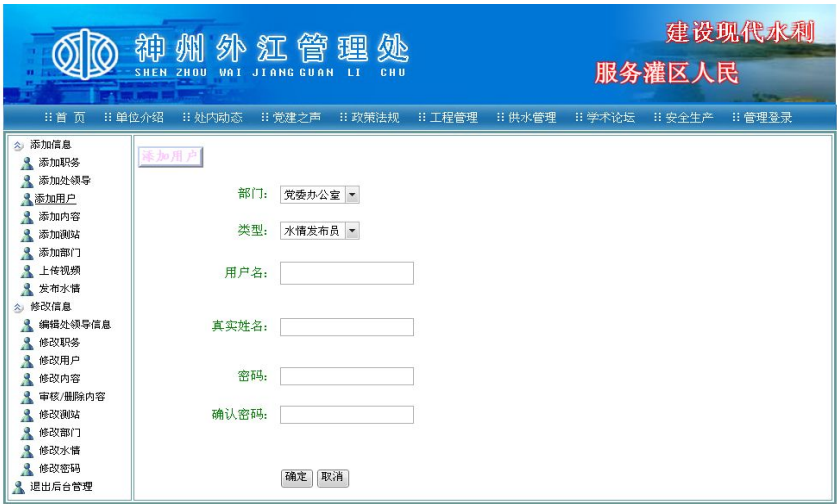 神州外江管理处
SHEN ZHOU WAI JIANG GUAN LI CHU
建设现代水利
服务灌区人民
首 页 单位介绍 处内动态 党建之声 政策法规 工程管理 供水管理 学术论坛 安全生产 管理登录
添加信息
添加职务
添加处领导
添加用户
添加内容
添加测站
添加部门
上传视频
发布水情
修改信息
编辑处领导信息
修改职务
修改用户
修改内容
审核/删除内容
修改测站
修改部门
修改水情
修改密码
退出后台管理
添加用户
部门： 党委办公室
类型： 水情发布员
用户名：
真实姓名：
密码：
确认密码：
确定 取消